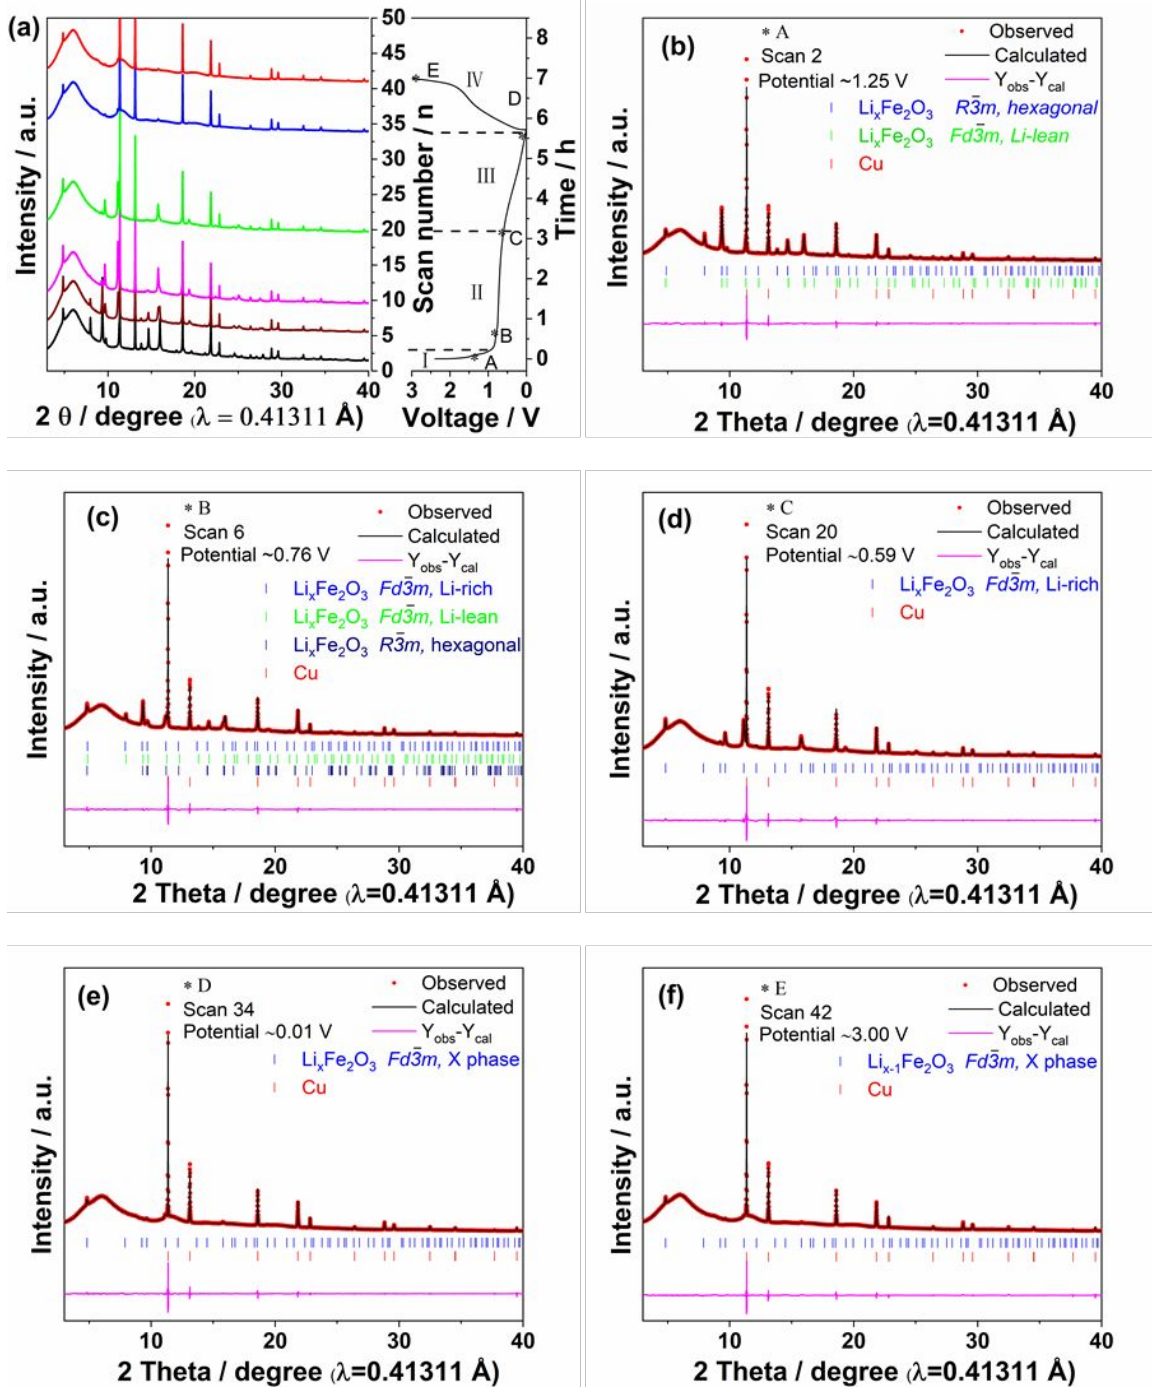 (a)
Intensity / a.u.
2 θ / degree (λ = 0.41311 Å)
10 20 30 40
50
45
40
35
30
25
20
15
10
5
0
Scan number / n
* E
IV
D
III
* C
II
* B
I
* A
3 2 1 0
Voltage / V
8
7
6
5
4
3
2
1
0
Time / h
(b)
* A
Scan 2
Potential ~1.25 V
Observed
Calculated
Yobs-Ycal
LixFe2O3 R3̅m, hexagonal
LixFe2O3 Fd3̅m, Li-lean
Cu
Intensity / a.u.
10 20 30 40
2 Theta / degree (λ=0.41311 Å)
(c)
* B
Scan 6
Potential ~0.76 V
Observed
Calculated
Yobs-Ycal
LixFe2O3 Fd3̅m, Li-rich
LixFe2O3 Fd3̅m, Li-lean
LixFe2O3 R3̅m, hexagonal
Cu
Intensity / a.u.
10 20 30 40
2 Theta / degree (λ=0.41311 Å)
(d)
* C
Scan 20
Potential ~0.59 V
Observed
Calculated
Yobs-Ycal
LixFe2O3 Fd3̅m, Li-rich
Cu
Intensity / a.u.
10 20 30 40
2 Theta / degree (λ=0.41311 Å)
(e)
* D
Scan 34
Potential ~0.01 V
Observed
Calculated
Yobs-Ycal
LixFe2O3 Fd3̅m, X phase
Cu
Intensity / a.u.
10 20 30 40
2 Theta / degree (λ=0.41311 Å)
(f)
* E
Scan 42
Potential ~3.00 V
Observed
Calculated
Yobs-Ycal
Lix-1Fe2O3 Fd3̅m, X phase
Cu
Intensity / a.u.
10 20 30 40
2 Theta / degree (λ=0.41311 Å)